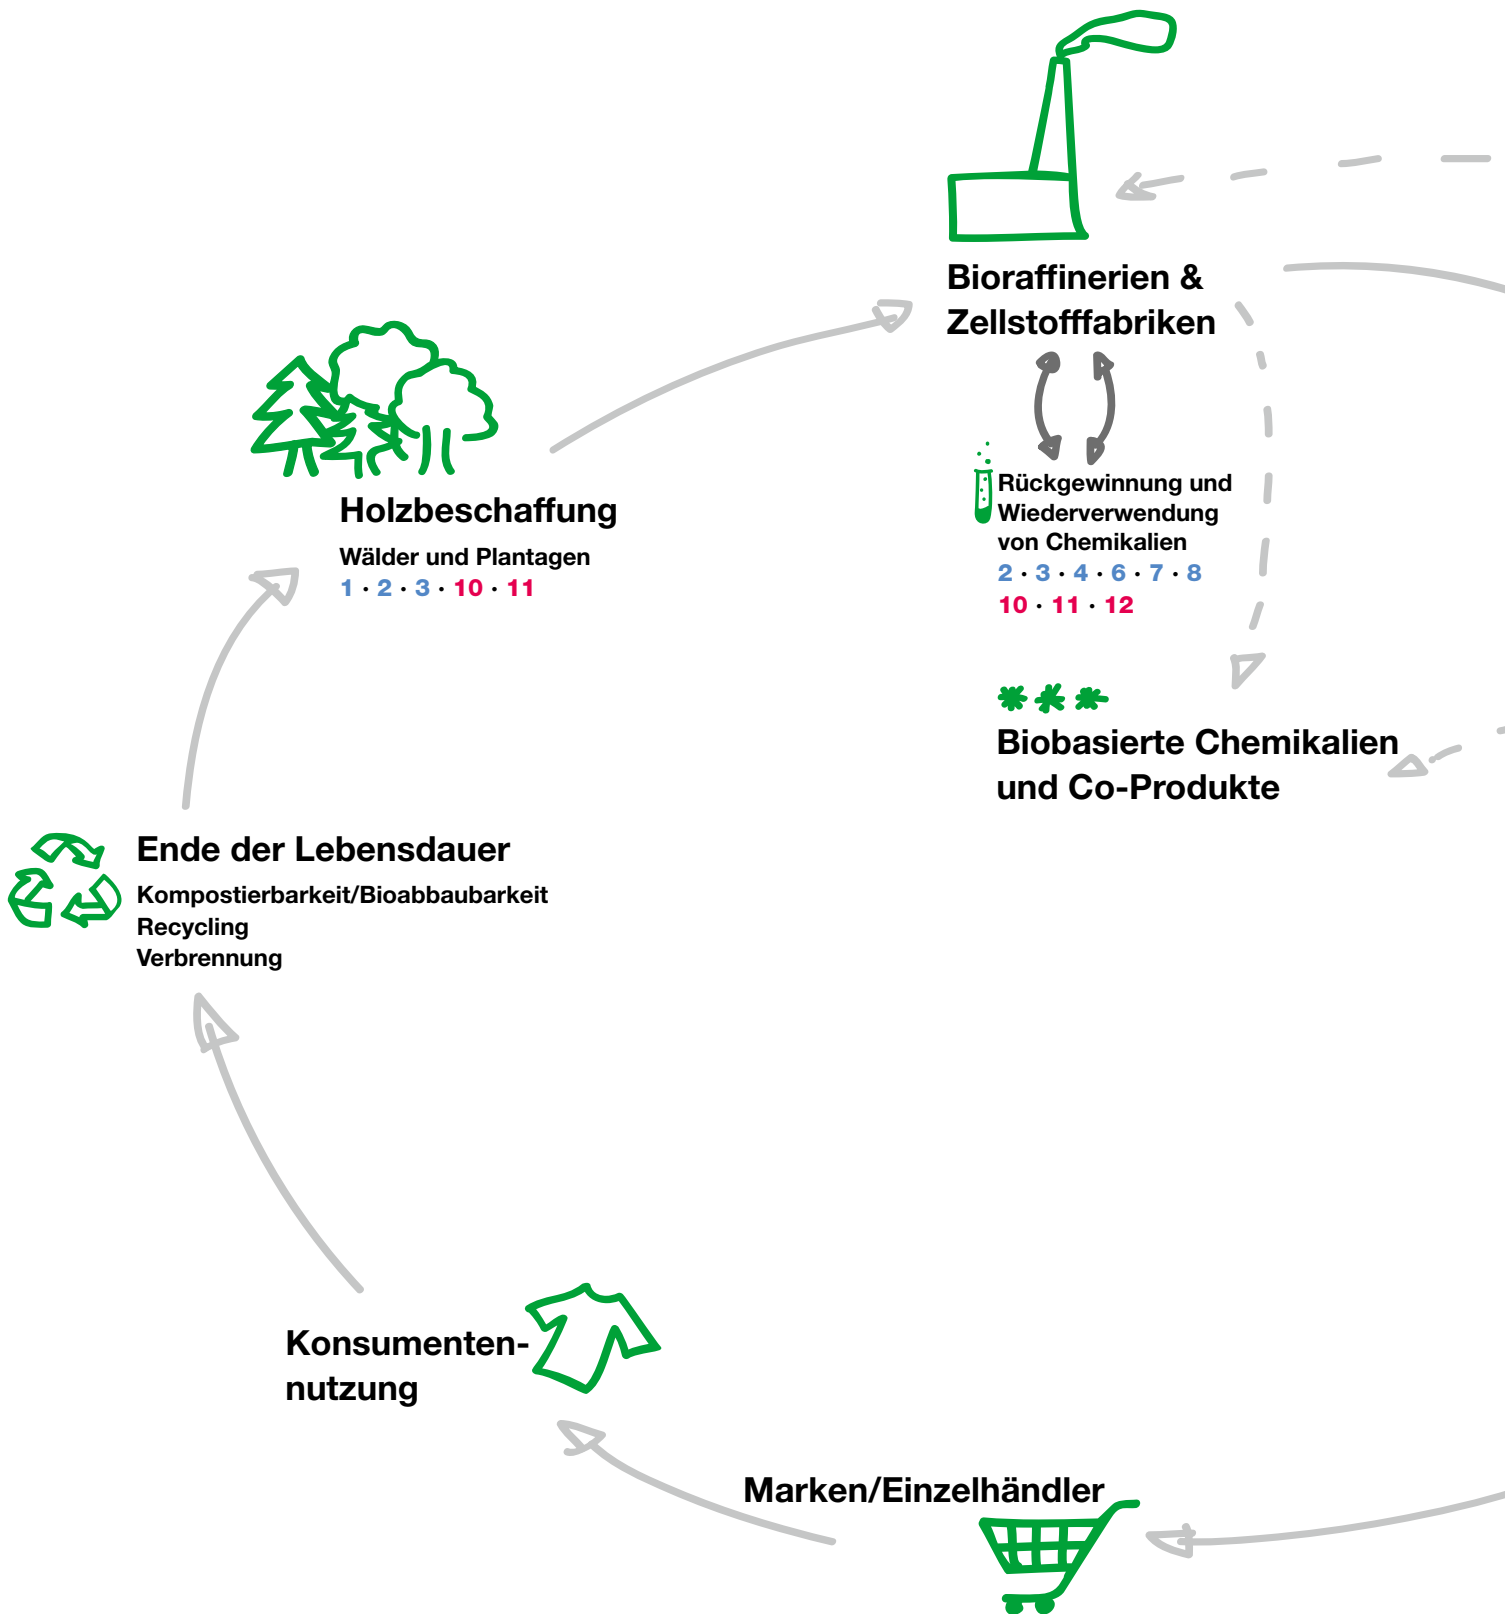 Bioraffinerien &
Zellstofffabriken
Rückgewinnung und
Wiederverwendung
von Chemikalien
2 · 3 · 4 · 6 · 7 · 8
10 · 11 · 12
Holzbeschaffung
Wälder und Plantagen
1 · 2 · 3 · 10 · 11
Biobasierte Chemikalien
und Co-Produkte
Ende der Lebensdauer
Kompostierbarkeit/Bioabbaubarkeit
Recycling
Verbrennung
Konsumenten-
nutzung
Marken/Einzelhändler